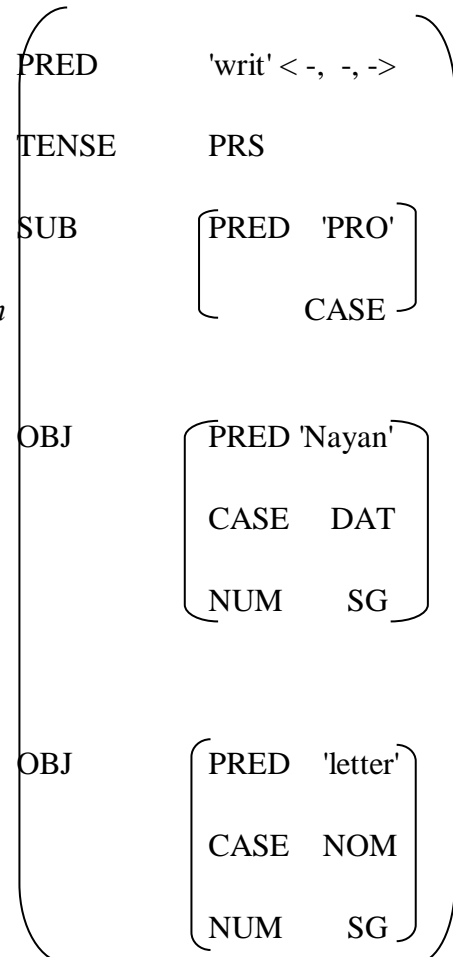 PRED 'writ' < -, -, ->
TENSE PRS
SUB PRED 'PRO'
CASE
OBJ PRED 'Nayan'
CASE DAT
NUM SG
OBJ PRED 'letter'
CASE NOM
NUM SG